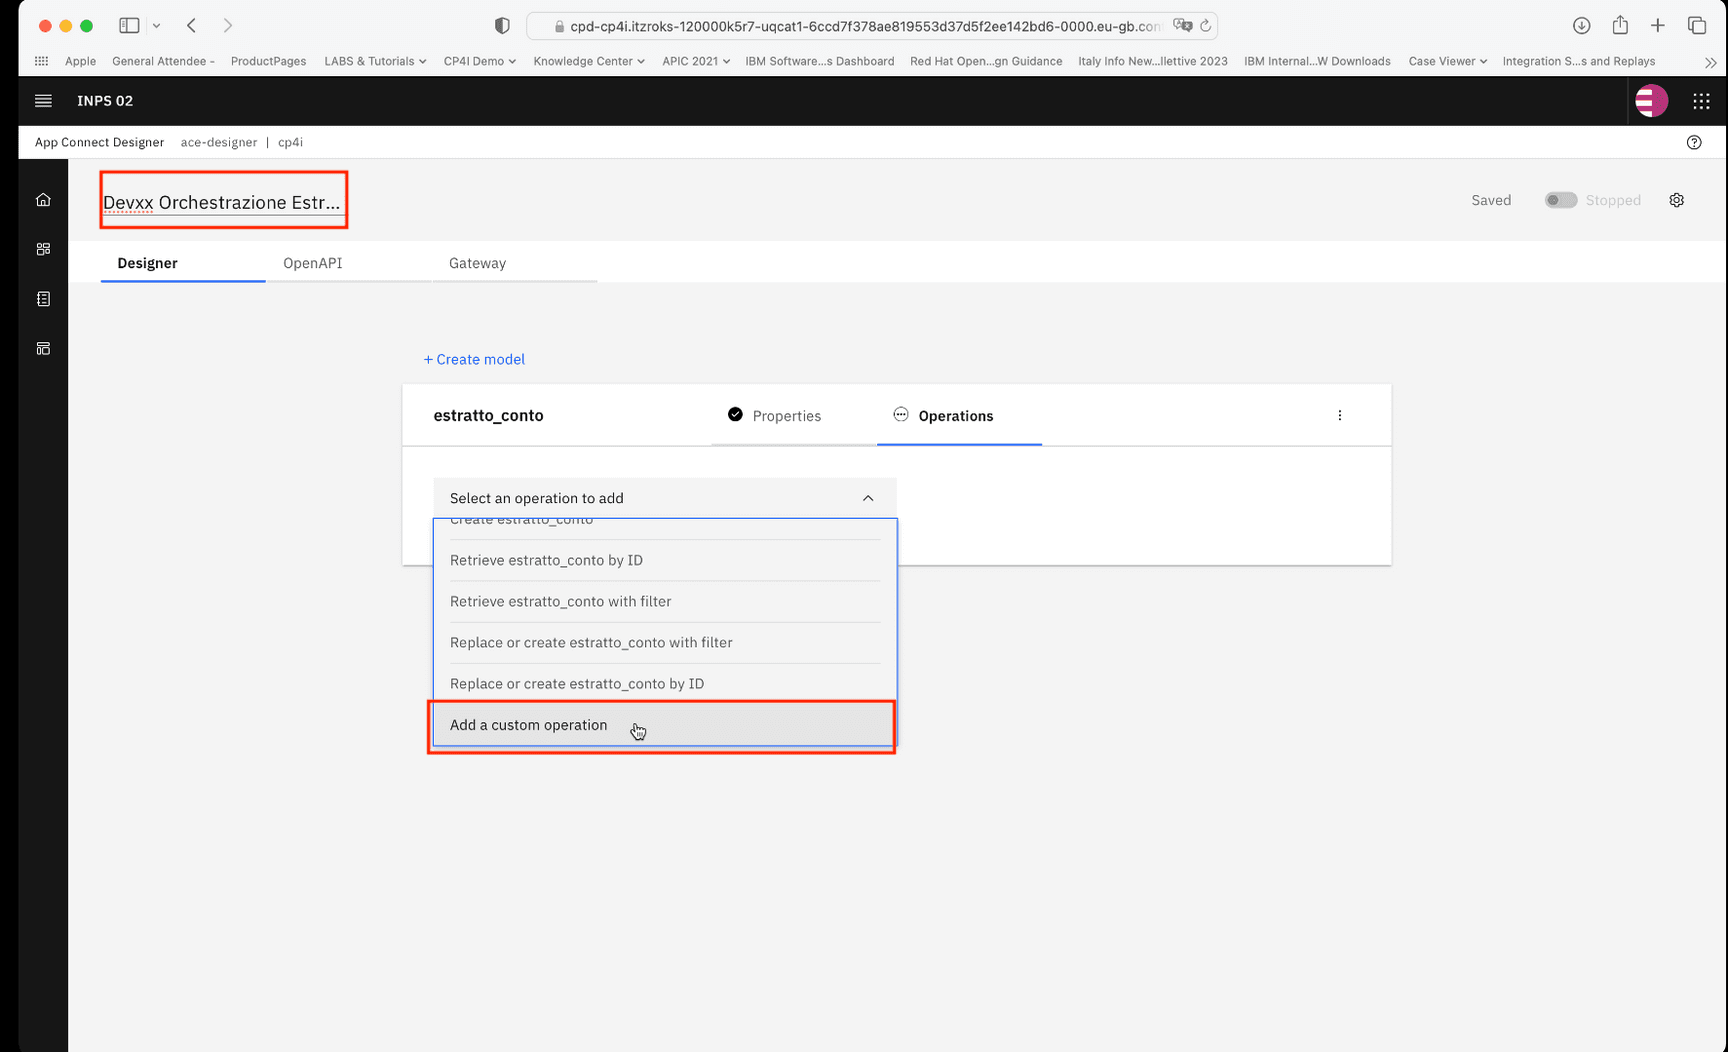 cpd-cp4i.itzroks-120000k5r7-uqcat1-6ccd7f378ae819553d37d5f2ee142bd6-0000.eu-gb.con
Apple General Attendee - ProductPages LABS & Tutorials CP4I Demo Knowledge Center APIC 2021 IBM Software...s Dashboard Red Hat Open...gn Guidance Italy Info New...llettive 2023 IBM Internal...W Downloads Case Viewer Integration S...s and Replays
INPS 02
App Connect Designer ace-designer | cp4i
Devxx Orchestrazione Estr...
Saved Stopped
Designer OpenAPI Gateway
+ Create model
estratto_conto Properties Operations
Select an operation to add
Create estratto_conto
Retrieve estratto_conto by ID
Retrieve estratto_conto with filter
Replace or create estratto_conto with filter
Replace or create estratto_conto by ID
Add a custom operation